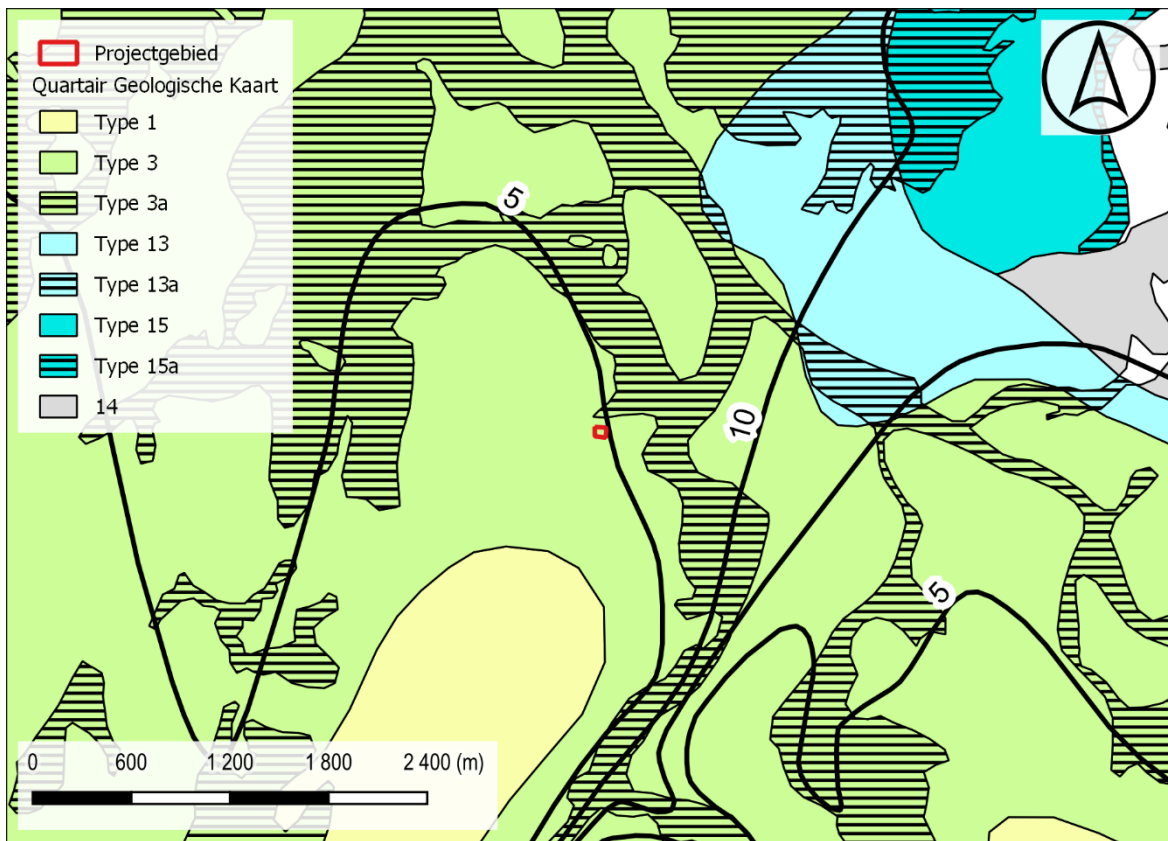 Projectgebied
Quartair Geologische Kaart
Type 1
Type 3
Type 3a
Type 13
Type 13a
Type 15
Type 15a
14
5
10
5
0 600 1 200 1 800 2 400 (m)